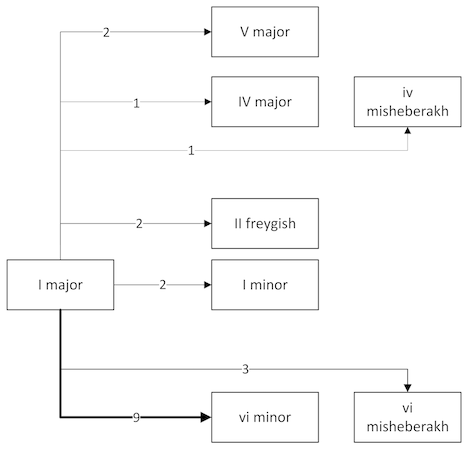 2
V major
1
IV major
iv
misheberakh
1
2
II freygish
I major
2
I minor
3
9
vi minor
vi
misheberakh